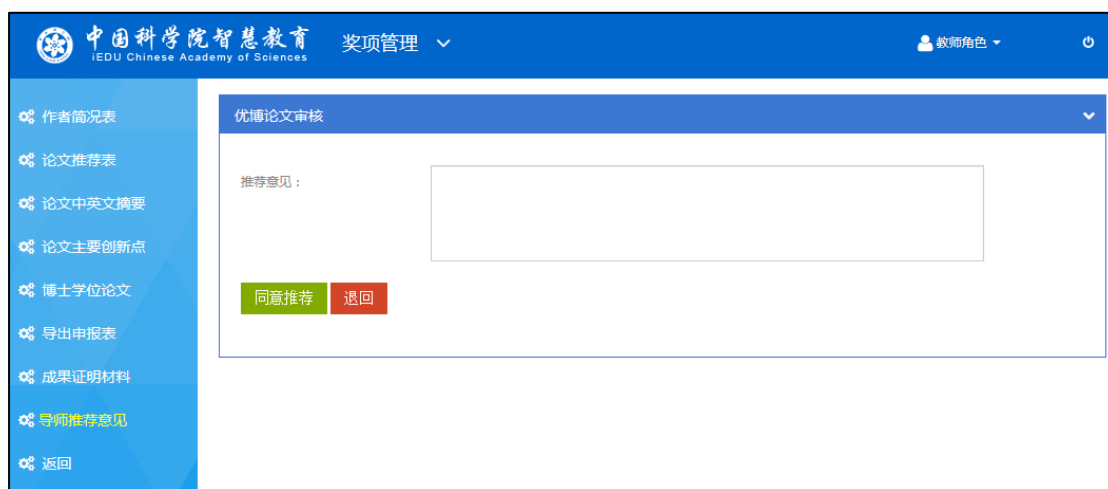 中国科学院智慧教育
iEDU Chinese Academy of Sciences
奖项管理
教师角色
作者简况表
论文推荐表
论文中英文摘要
论文主要创新点
博士学位论文
导出申报表
成果证明材料
导师推荐意见
返回
优博论文审核
推荐意见：
同意推荐
退回